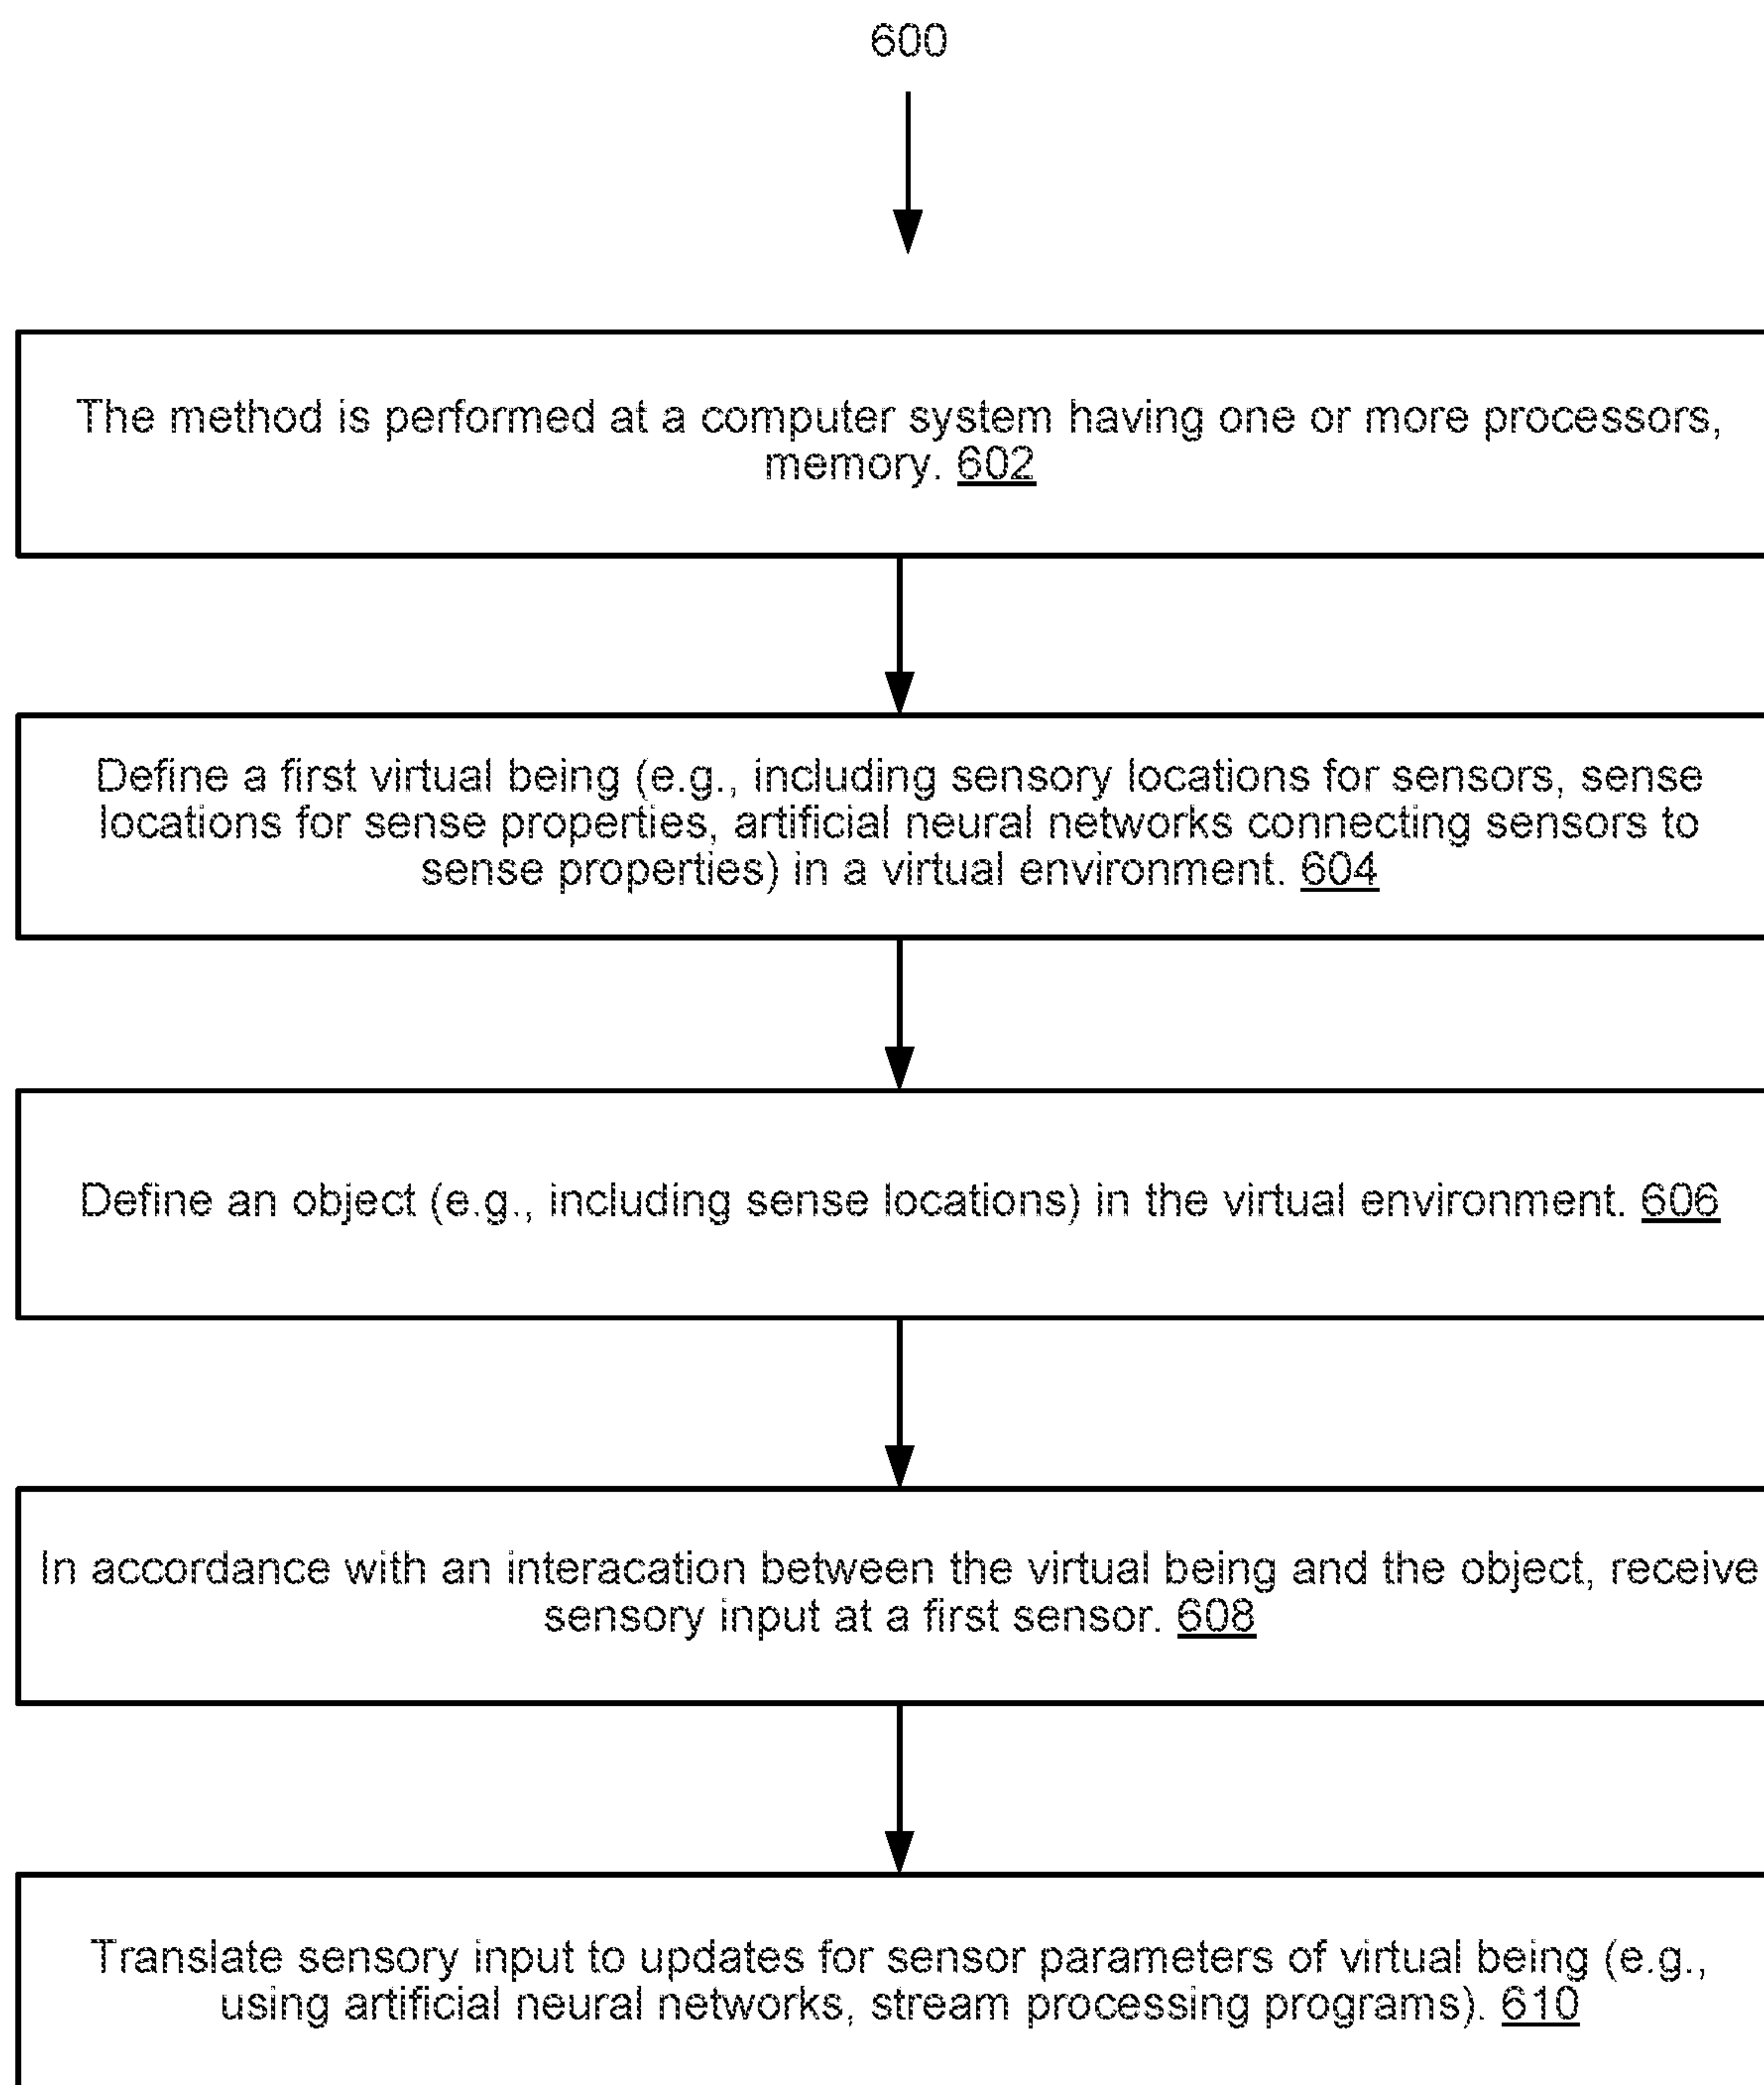 600
The method is performed at a computer system having one or more processors,
memory. 602
Define a first virtual being (e.g., including sensory locations for sensors, sense
locations for sense properties, artificial neural networks connecting sensors to
sense properties) in a virtual environment. 604
Define an object (e.g., including sense locations) in the virtual environment. 606
In accordance with an interacation between the virtual being and the object, receive
sensory input at a first sensor. 608
Translate sensory input to updates for sensor parameters of virtual being (e.g.,
using artificial neural networks, stream processing programs). 610